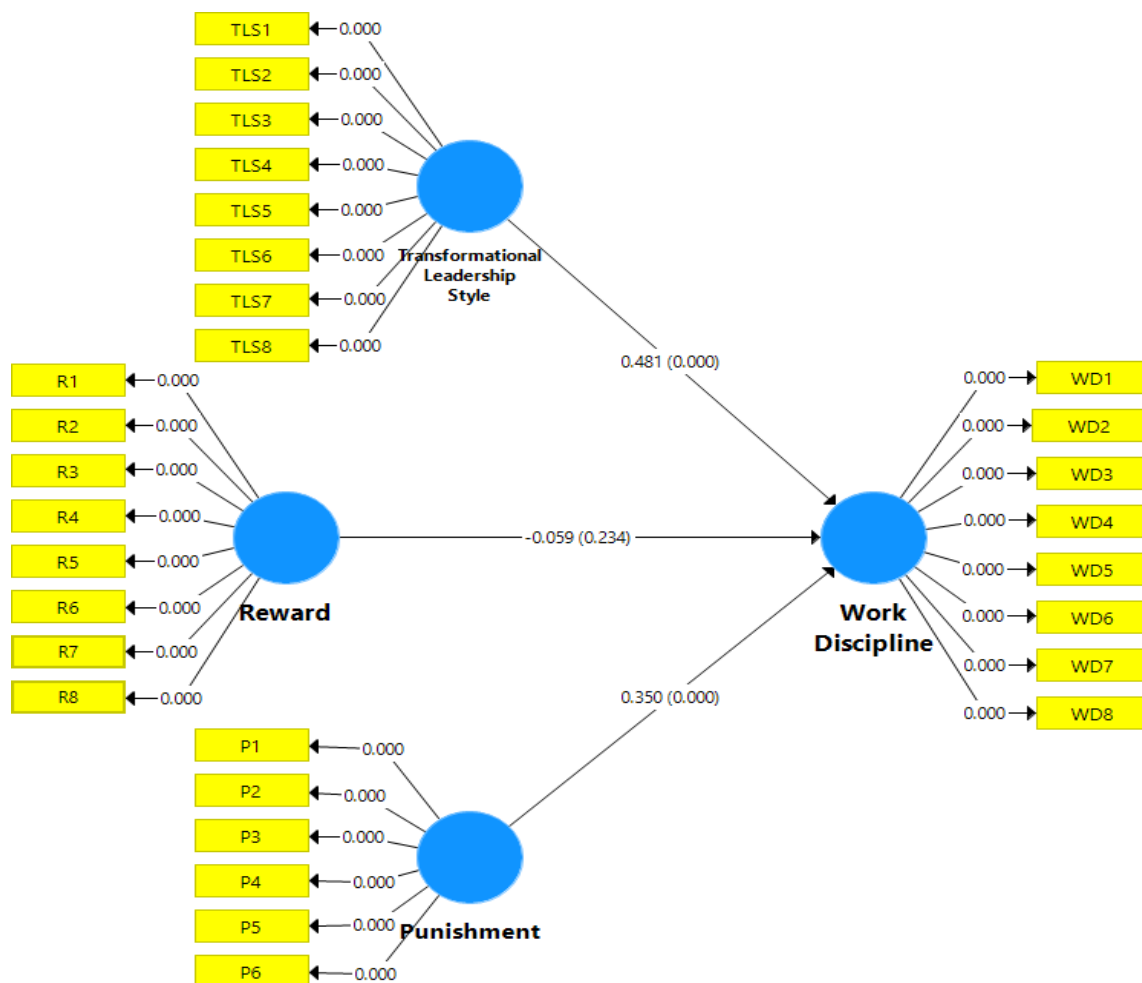 TLS1
0.000
TLS2
0.000
TLS3
0.000
TLS4
0.000
TLS5
0.000
TLS6
0.000
TLS7
0.000
TLS8
0.000
Transformational
Leadership
Style
0.481 (0.000)
R1
0.000
R2
0.000
R3
0.000
R4
0.000
R5
0.000
R6
0.000
R7
0.000
R8
0.000
Reward
-0.059 (0.234)
0.000
WD1
0.000
WD2
0.000
WD3
0.000
WD4
0.000
WD5
0.000
WD6
0.000
WD7
0.000
WD8
Work
Discipline
0.350 (0.000)
P1
0.000
P2
0.000
P3
0.000
P4
0.000
P5
0.000
P6
0.000
Punishment